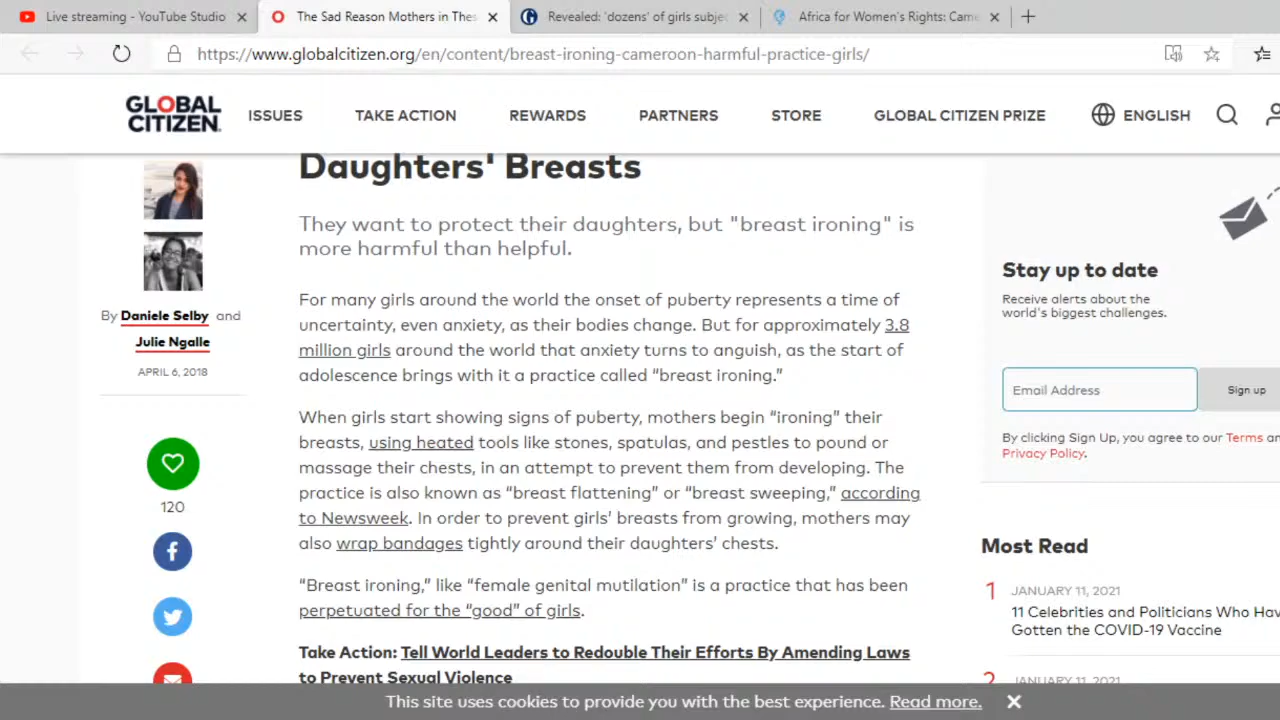 Live streaming - YouTube Studio
The Sad Reason Mothers in Thes
Revealed: 'dozens' of girls subje
Africa for Women's Rights: Came
https://www.globalcitizen.org/en/content/breast-ironing-cameroon-harmful-practice-girls/
GLOBAL
CITIZEN.
ISSUES
TAKE ACTION
REWARDS
PARTNERS
STORE
GLOBAL CITIZEN PRIZE
ENGLISH
Daughters' Breasts
They want to protect their daughters, but "breast ironing" is
more harmful than helpful.
By Daniele Selby and
Julie Ngalle
APRIL 6, 2018
120
For many girls around the world the onset of puberty represents a time of
uncertainty, even anxiety, as their bodies change. But for approximately 3.8
million girls around the world that anxiety turns to anguish, as the start of
adolescence brings with it a practice called “breast ironing.”
When girls start showing signs of puberty, mothers begin “ironing” their
breasts, using heated tools like stones, spatulas, and pestles to pound or
massage their chests, in an attempt to prevent them from developing. The
practice is also known as “breast flattening” or “breast sweeping,” according
to Newsweek. In order to prevent girls’ breasts from growing, mothers may
also wrap bandages tightly around their daughters’ chests.
“Breast ironing,” like “female genital mutilation” is a practice that has been
perpetuated for the “good” of girls.
Take Action: Tell World Leaders to Redouble Their Efforts By Amending Laws
to Prevent Sexual Violence
Stay up to date
Receive alerts about the
world's biggest challenges.
Email Address
Sign up
By clicking Sign Up, you agree to our Terms an
Privacy Policy.
Most Read
1
JANUARY 11, 2021
11 Celebrities and Politicians Who Hav
Gotten the COVID-19 Vaccine
2
JANUARY 11, 2021
This site uses cookies to provide you with the best experience. Read more.